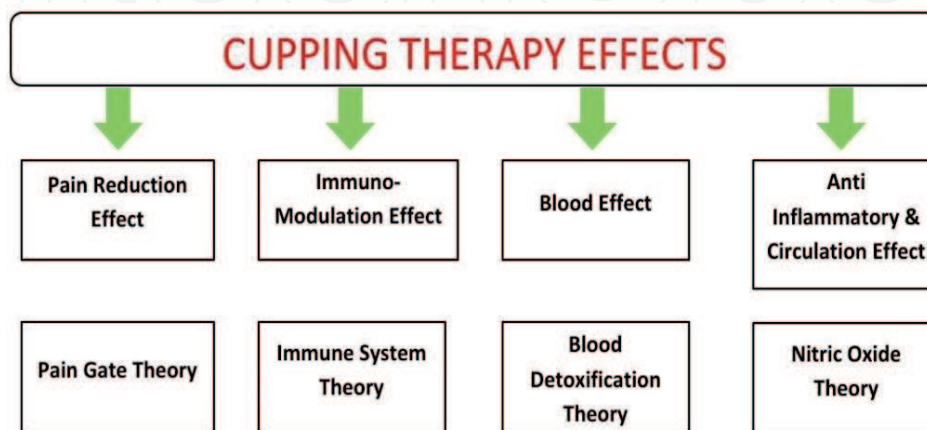 CUPPING THERAPY EFFECTS
Pain Reduction
Effect
Immuno-
Modulation Effect
Blood Effect
Anti
Inflammatory &
Circulation Effect
Pain Gate Theory
Immune System
Theory
Blood
Detoxification
Theory
Nitric Oxide
Theory